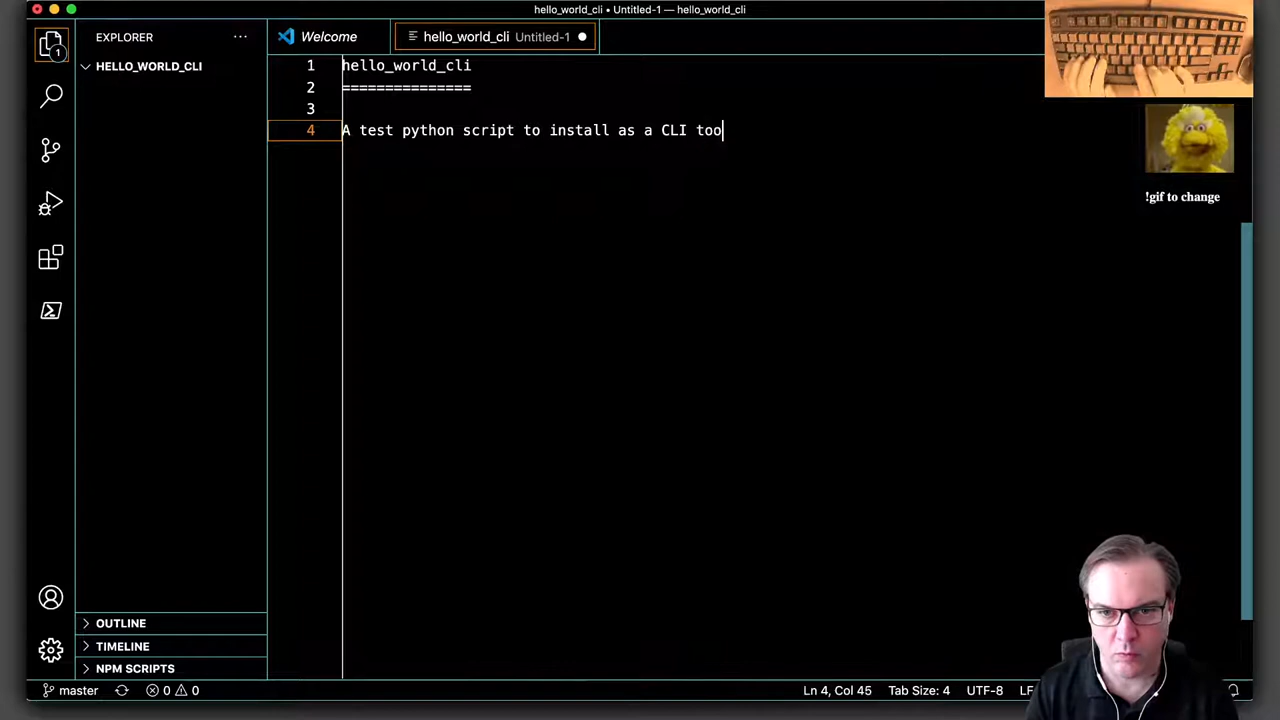 hello_world_cli • Untitled-1 — hello_world_cli
EXPLORER
Welcome
hello_world_cli Untitled-1
1
HELLO_WORLD_CLI
1 hello_world_cli
2 ===============
3
4 A test python script to install as a CLI too
!gif to change
OUTLINE
TIMELINE
NPM SCRIPTS
master 0 0 Ln 4, Col 45 Tab Size: 4 UTF-8 LF